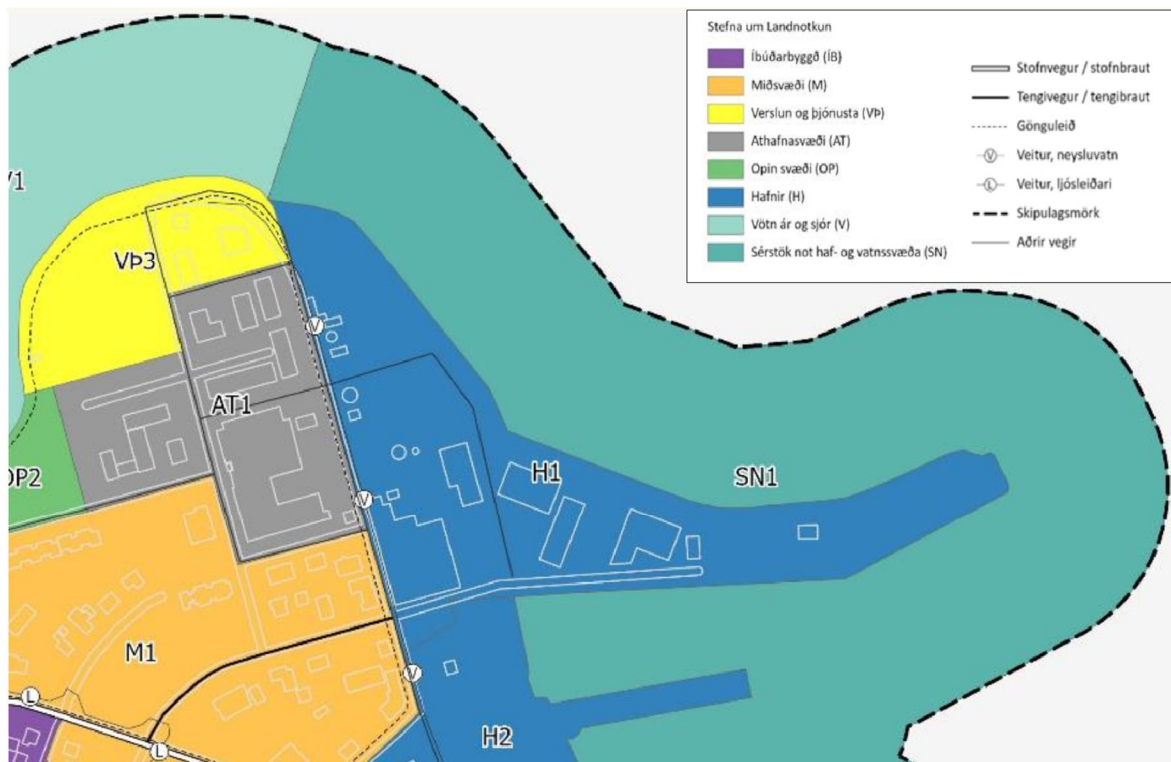 Stefna um Landnotkun
Íbúðarbyggð (ÍB)
Miðsvæði (M)
Verslun og þjónusta (VÞ)
Athafnasvæði (AT)
Opin svæði (OP)
Hafnir (H)
Vötn ár og sjór (V)
Sérstök not haf- og vatnssvæða (SN)
Stofnvegur / stofnbraut
Tengivegur / tengibraut
Gönguleið
V Veitur, neysluvatn
L Veitur, ljósleiðari
Skipulagsmörk
Aðrir vegir
VÞ3
V
AT1
OP2
H1
SN1
V
M1
V
L
L
H2